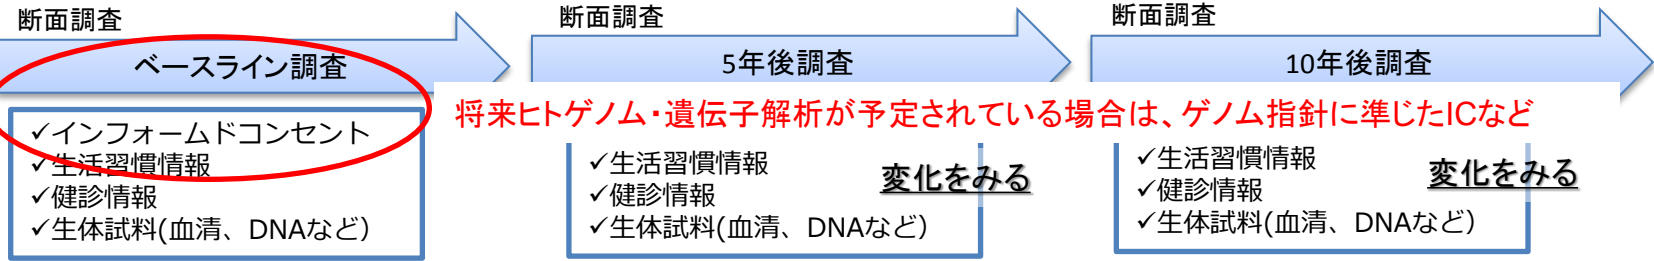 断面調査
ベースライン調査
✓インフォームドコンセント
✓生活習慣情報
✓健診情報
✓生体試料(血清、DNAなど)
断面調査
5年後調査
将来ヒトゲノム・遺伝子解析が予定されている場合は、ゲノム指針に準じたICなど
✓生活習慣情報
✓健診情報
✓生体試料(血清、DNAなど)
変化をみる
断面調査
10年後調査
✓生活習慣情報
✓健診情報
✓生体試料(血清、DNAなど)
変化をみる